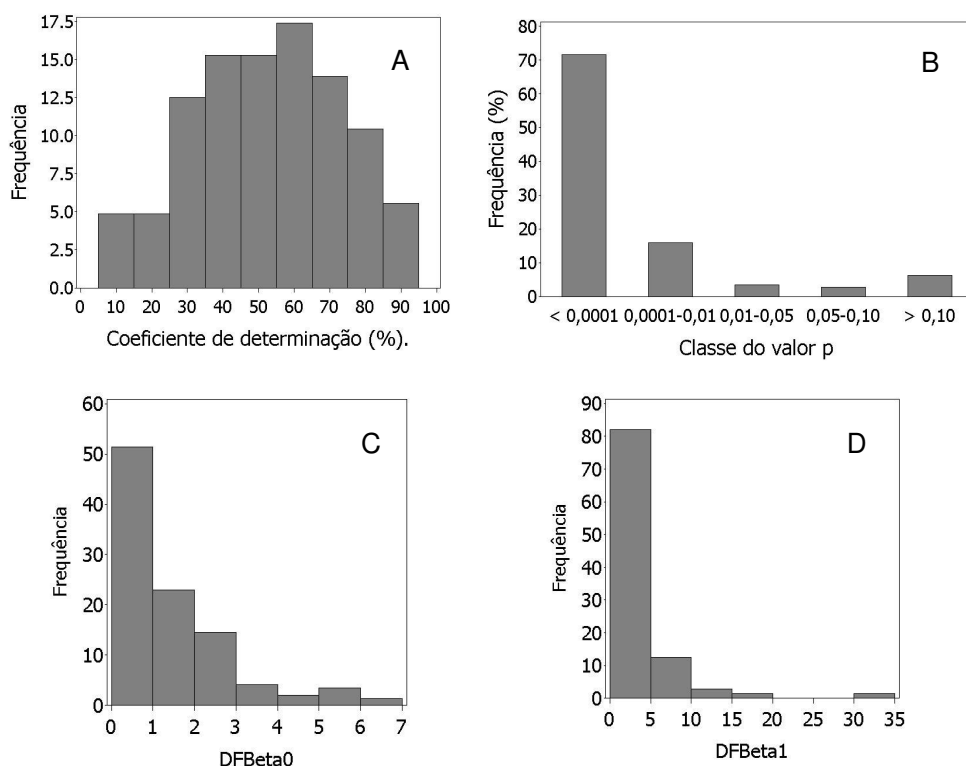 17.5
15.0
12.5
10.0
7.5
5.0
2.5
0.0
Frequência
A
0 10 20 30 40 50 60 70 80 90 100
Coeficiente de determinação (%).
80
70
60
50
40
30
20
10
0
Frequência (%)
B
< 0,0001 0,0001-0,01 0,01-0,05 0,05-0,10 > 0,10
Classe do valor p
60
50
40
30
20
10
0
Frequência
C
0 1 2 3 4 5 6 7
DFBeta0
90
80
70
60
50
40
30
20
10
0
Frequência
D
0 5 10 15 20 25 30 35
DFBeta1